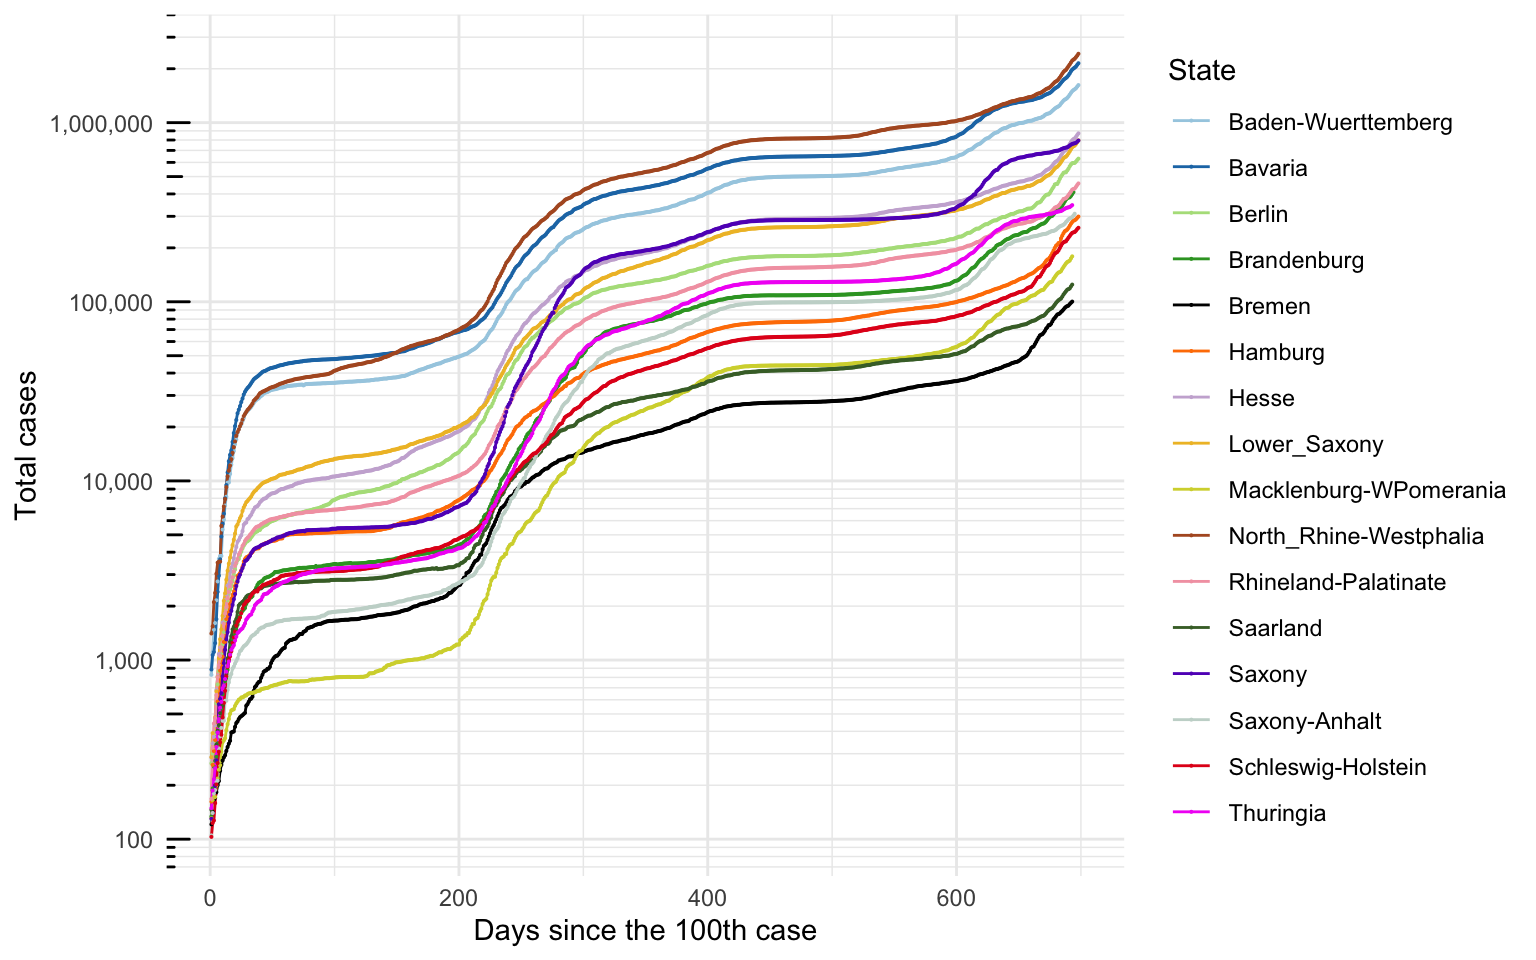 Total cases
1,000,000
100,000
10,000
1,000
100
0
200
400
600
Days since the 100th case
State
Baden-Wuerttemberg
Bavaria
Berlin
Brandenburg
Bremen
Hamburg
Hesse
Lower_Saxony
Macklenburg-WPomerania
North_Rhine-Westphalia
Rhineland-Palatinate
Saarland
Saxony
Saxony-Anhalt
Schleswig-Holstein
Thuringia